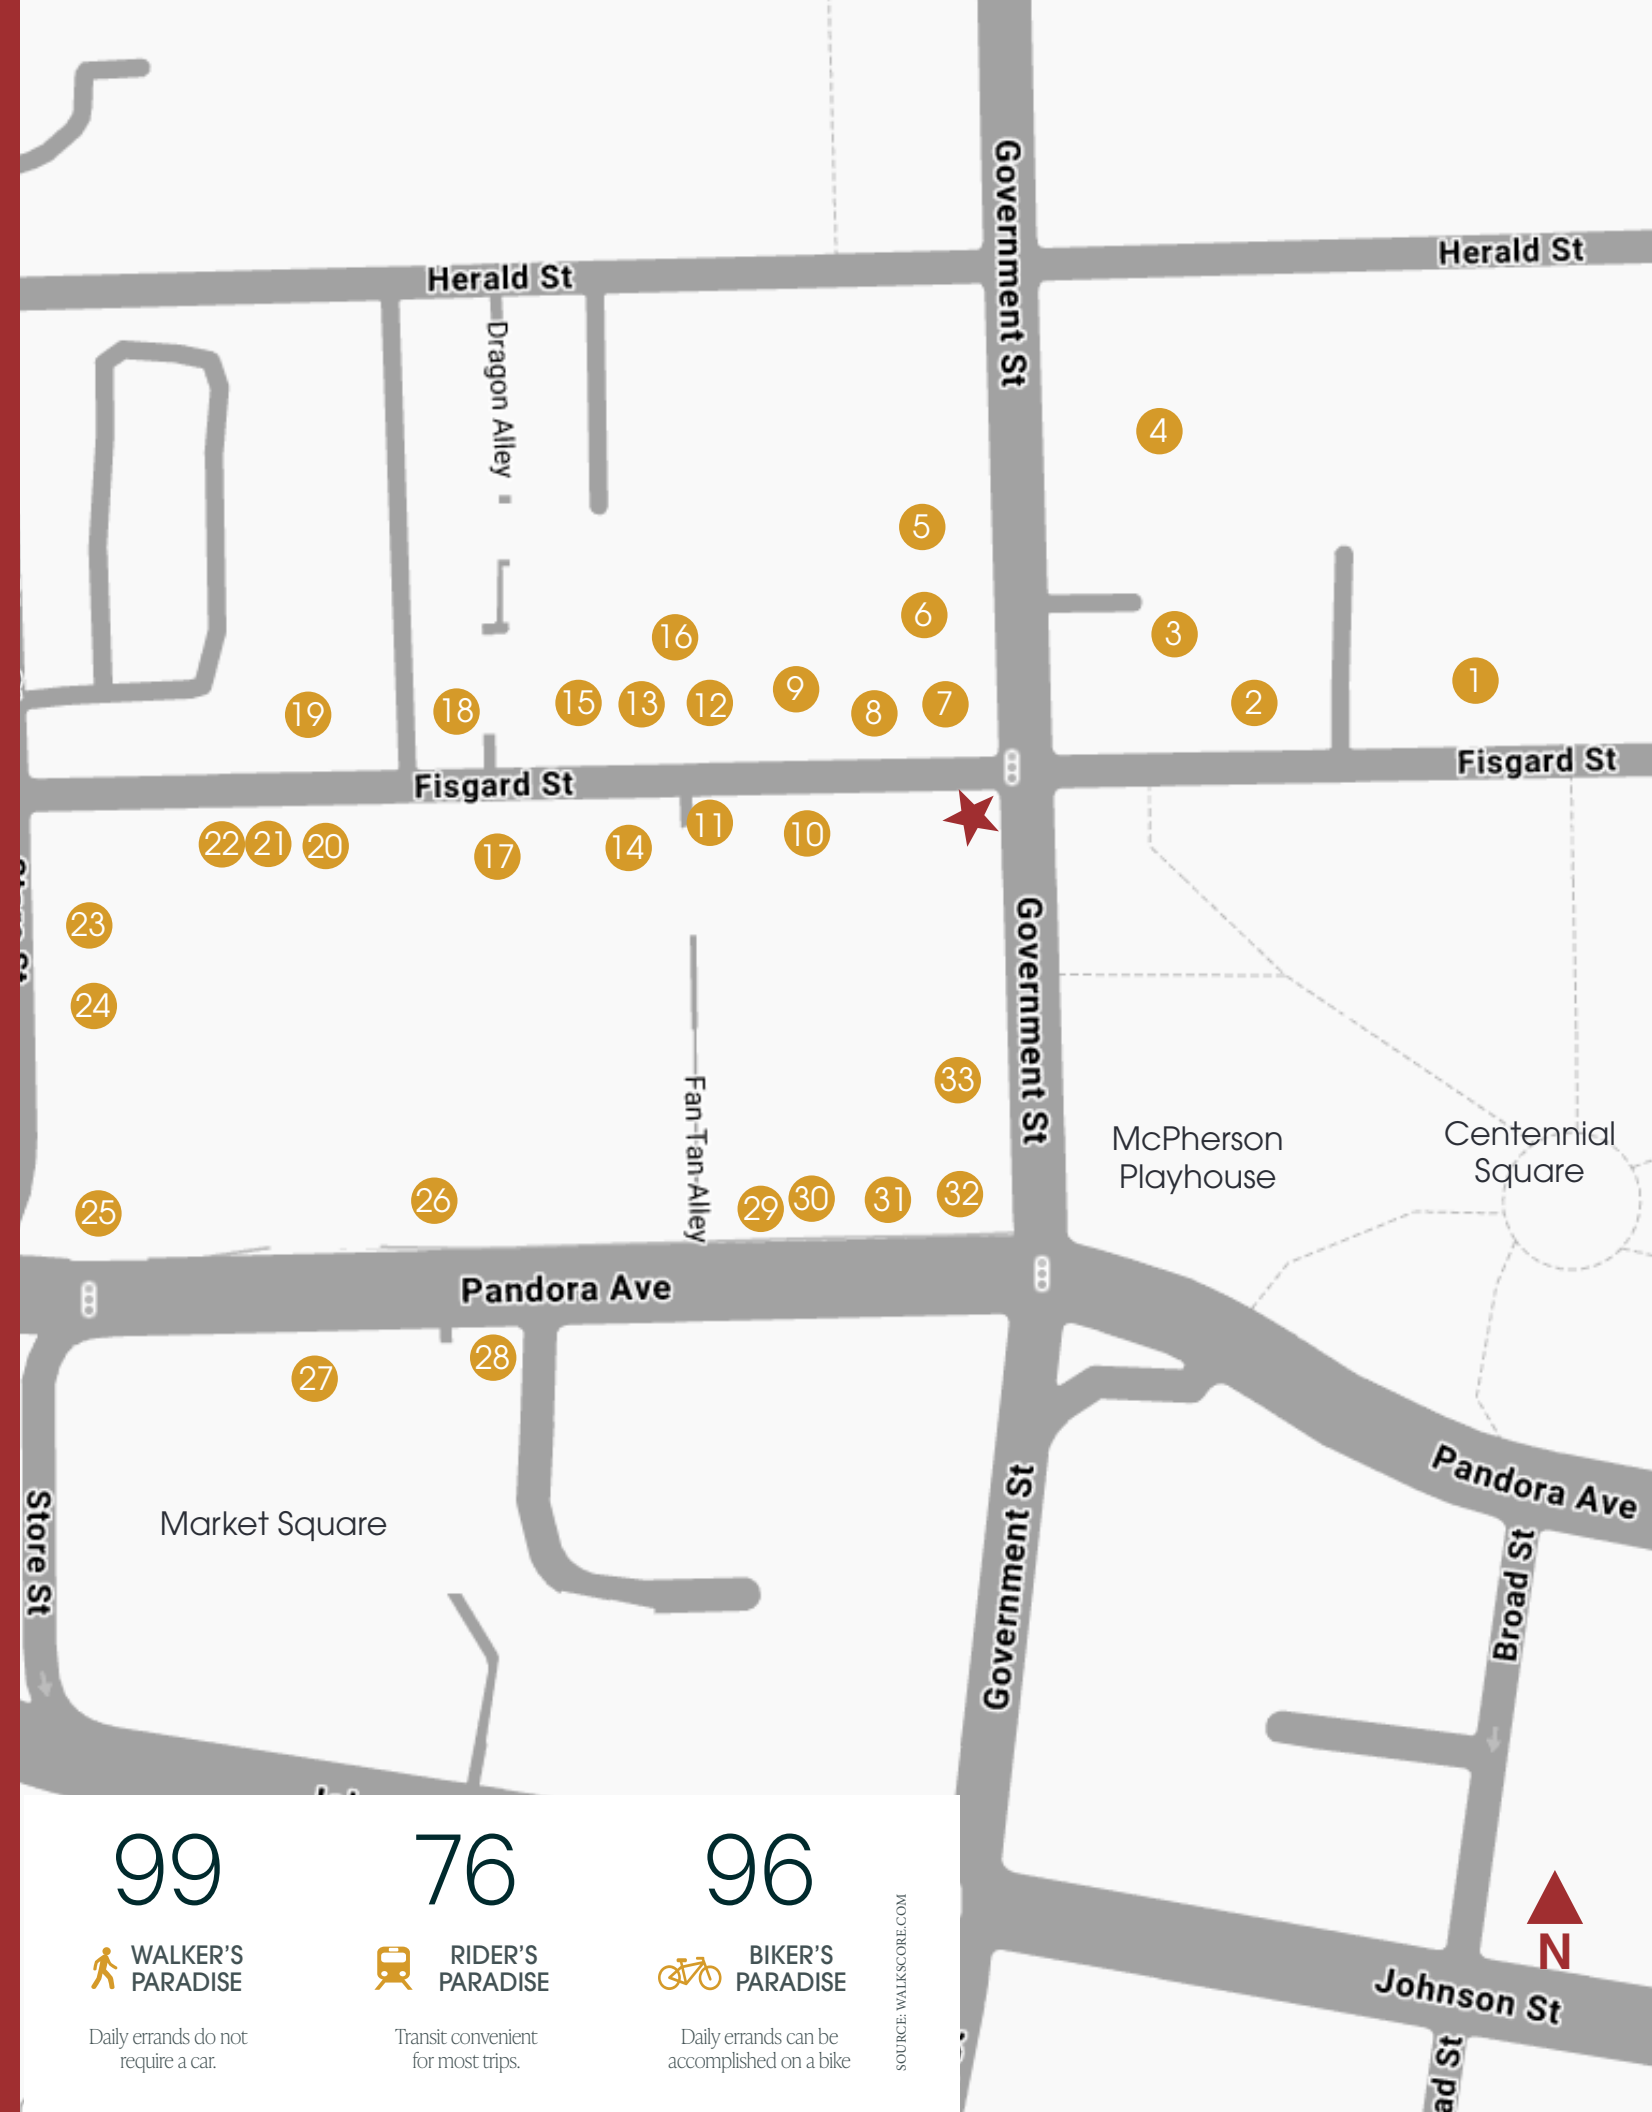 Government St
Herald St
Herald St
Dragon Alley
4
5
6
16
3
1
9
15
13
12
8
7
2
19
18
Fisgard St
Fisgard St
11
10
22
21
20
17
14
23
24
Government St
33
Fan-Tan-Alley
McPherson
Playhouse
Centennial
Square
25
26
29
30
31
32
Pandora Ave
27
28
Pandora Ave
Store St
Market Square
Government St
Broad St
99
76
96
WALKER'S
PARADISE
RIDER'S
PARADISE
BIKER'S
PARADISE
Daily errands do not
require a car.
Transit convenient
for most trips.
Daily errands can be
accomplished on a bike
SOURCE: WALKSCORE.COM
N
Johnson St